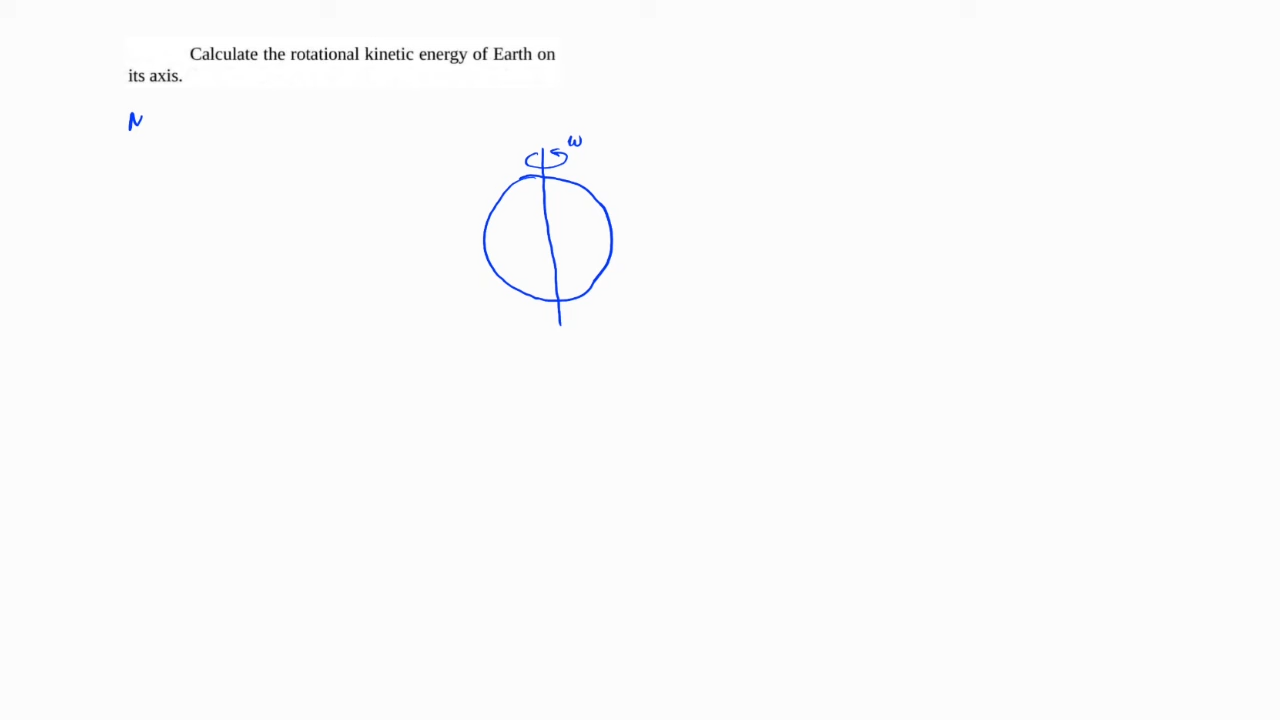 Calculate the rotational kinetic energy of Earth on
its axis.
N
ω